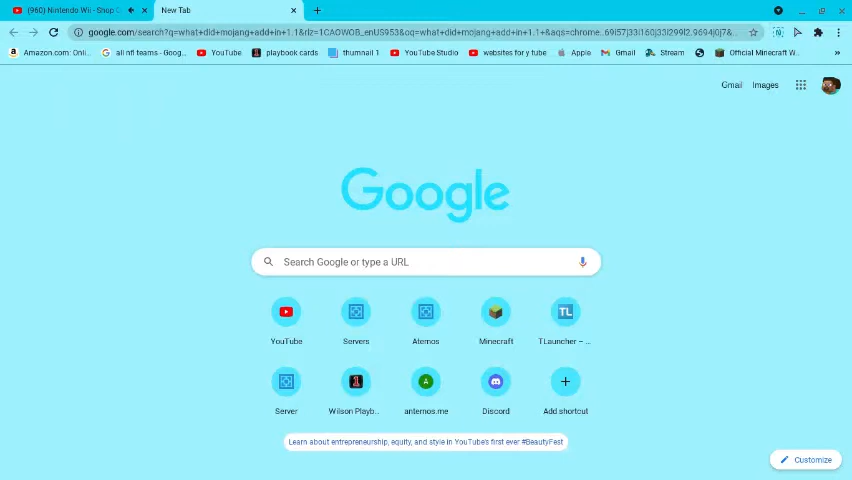 (960) Nintendo Wii - Shop C
New Tab
google.com/search?q=what+did+mojang+add+in+1.1&rlz=1CAOWOB_enUS953&oq=what+did+mojang+add+in+1.1+&aqs=chrome..69i57j33i160j33i299l2.9694j0j7&...
Amazon.com: Onli...
all nfl teams - Goog...
YouTube
playbook cards
thumnail 1
YouTube Studio
websites for y tube
Apple
Gmail
Stream
Official Minecraft W...
»
Gmail
Images
Google
Search Google or type a URL
YouTube
Servers
Aternos
Minecraft
TL
TLauncher – ...
Server
Wilson Playb...
A
anternos.me
Discord
Add shortcut
Learn about entrepreneurship, equity, and style in YouTube's first ever #BeautyFest
Customize